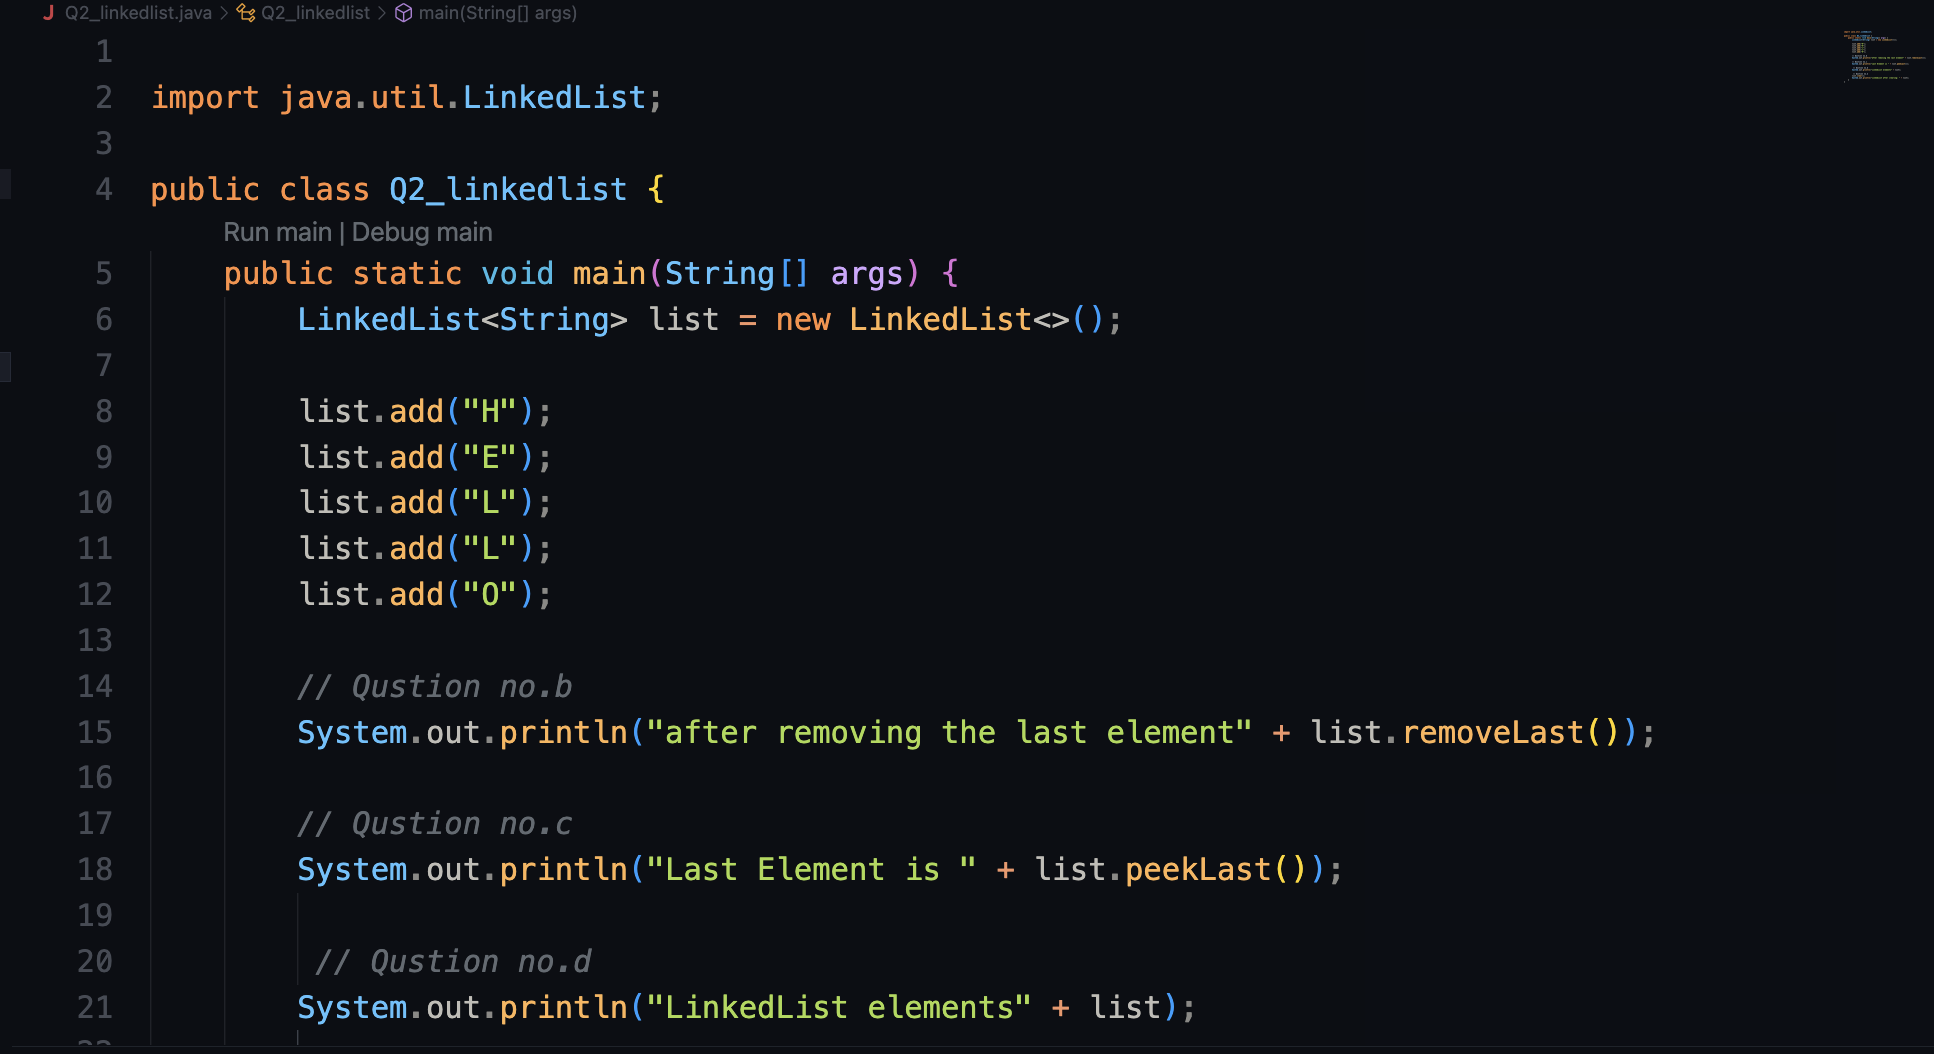 Q2_linkedlist.java > Q2_linkedlist > main(String[] args)
1
2 import java.util.LinkedList;
3
4 public class Q2_linkedlist {
Run main | Debug main
5 public static void main(String[] args) {
6 LinkedList<String> list = new LinkedList<>();
7
8 list.add("H");
9 list.add("E");
10 list.add("L");
11 list.add("L");
12 list.add("O");
13
14 // Qustion no.b
15 System.out.println("after removing the last element" + list.removeLast());
16
17 // Qustion no.c
18 System.out.println("Last Element is " + list.peekLast());
19
20 // Qustion no.d
21 System.out.println("LinkedList elements" + list);